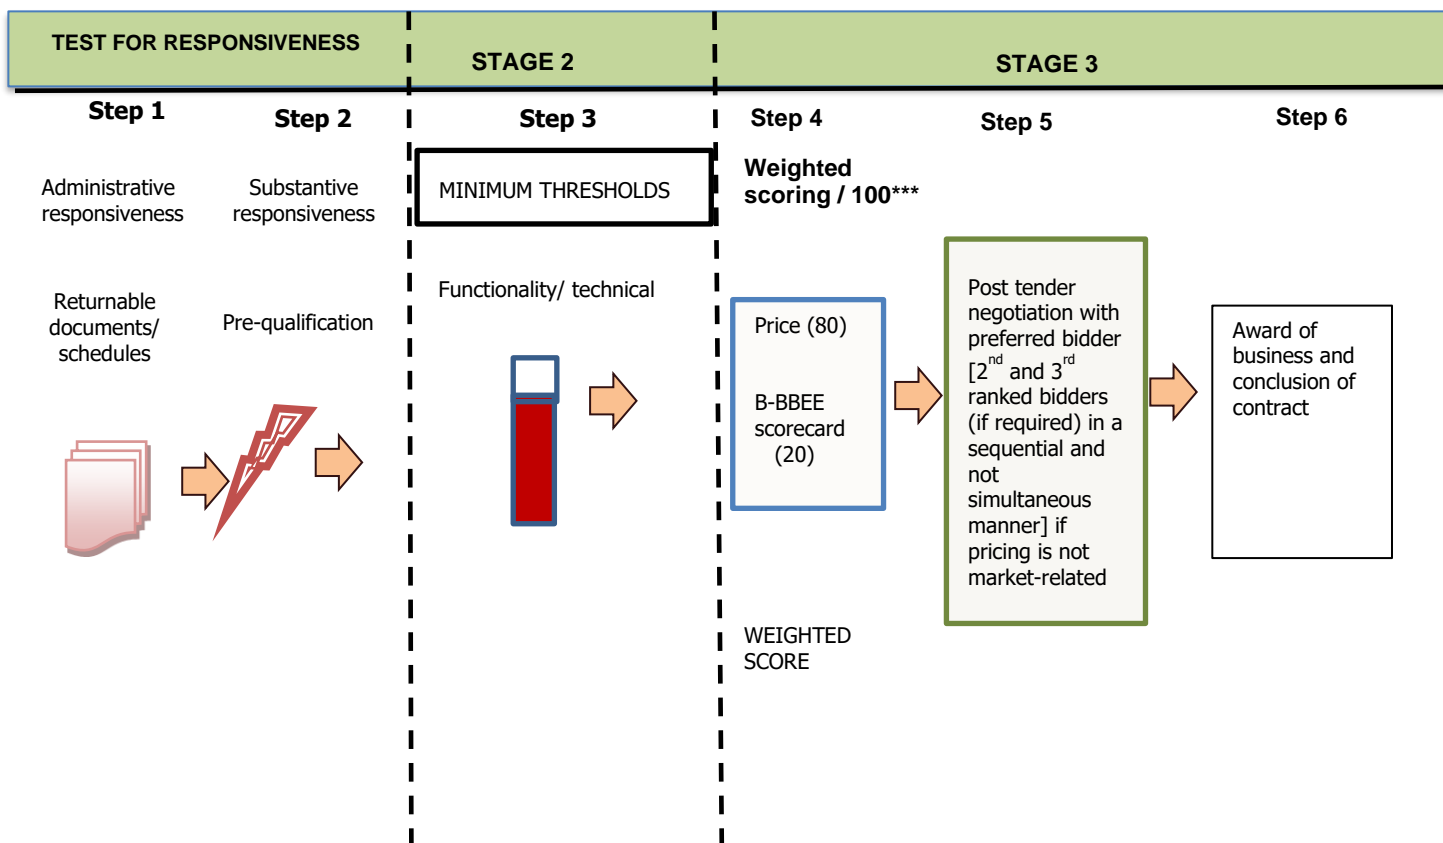 TEST FOR RESPONSIVENESS
STAGE 2
STAGE 3
Step 1
Step 2
Step 3
Step 4
Step 5
Step 6
Administrative
responsiveness
Substantive
responsiveness
MINIMUM THRESHOLDS
Weighted
scoring / 100***
Returnable
documents/
schedules
Pre-qualification
Functionality/ technical
Price (80)
B-BBEE
scorecard
(20)
WEIGHTED
SCORE
Post tender
negotiation with
preferred bidder
[2nd and 3rd
ranked bidders
(if required) in a
sequential and
not
simultaneous
manner] if
pricing is not
market-related
Award of
business and
conclusion of
contract